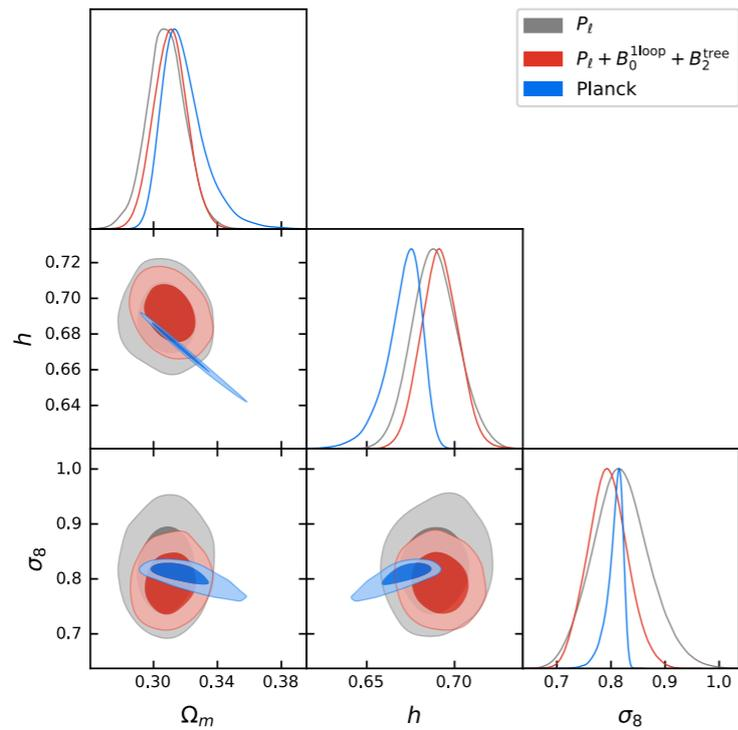 P_ℓ
P_ℓ + B_0^{1loop} + B_2^{tree}
Planck
0.72
0.70
0.68
0.66
0.64
h
1.0
0.9
0.8
0.7
σ_8
0.30 0.34 0.38
0.65 0.70
0.7 0.8 0.9 1.0
Ω_m
h
σ_8